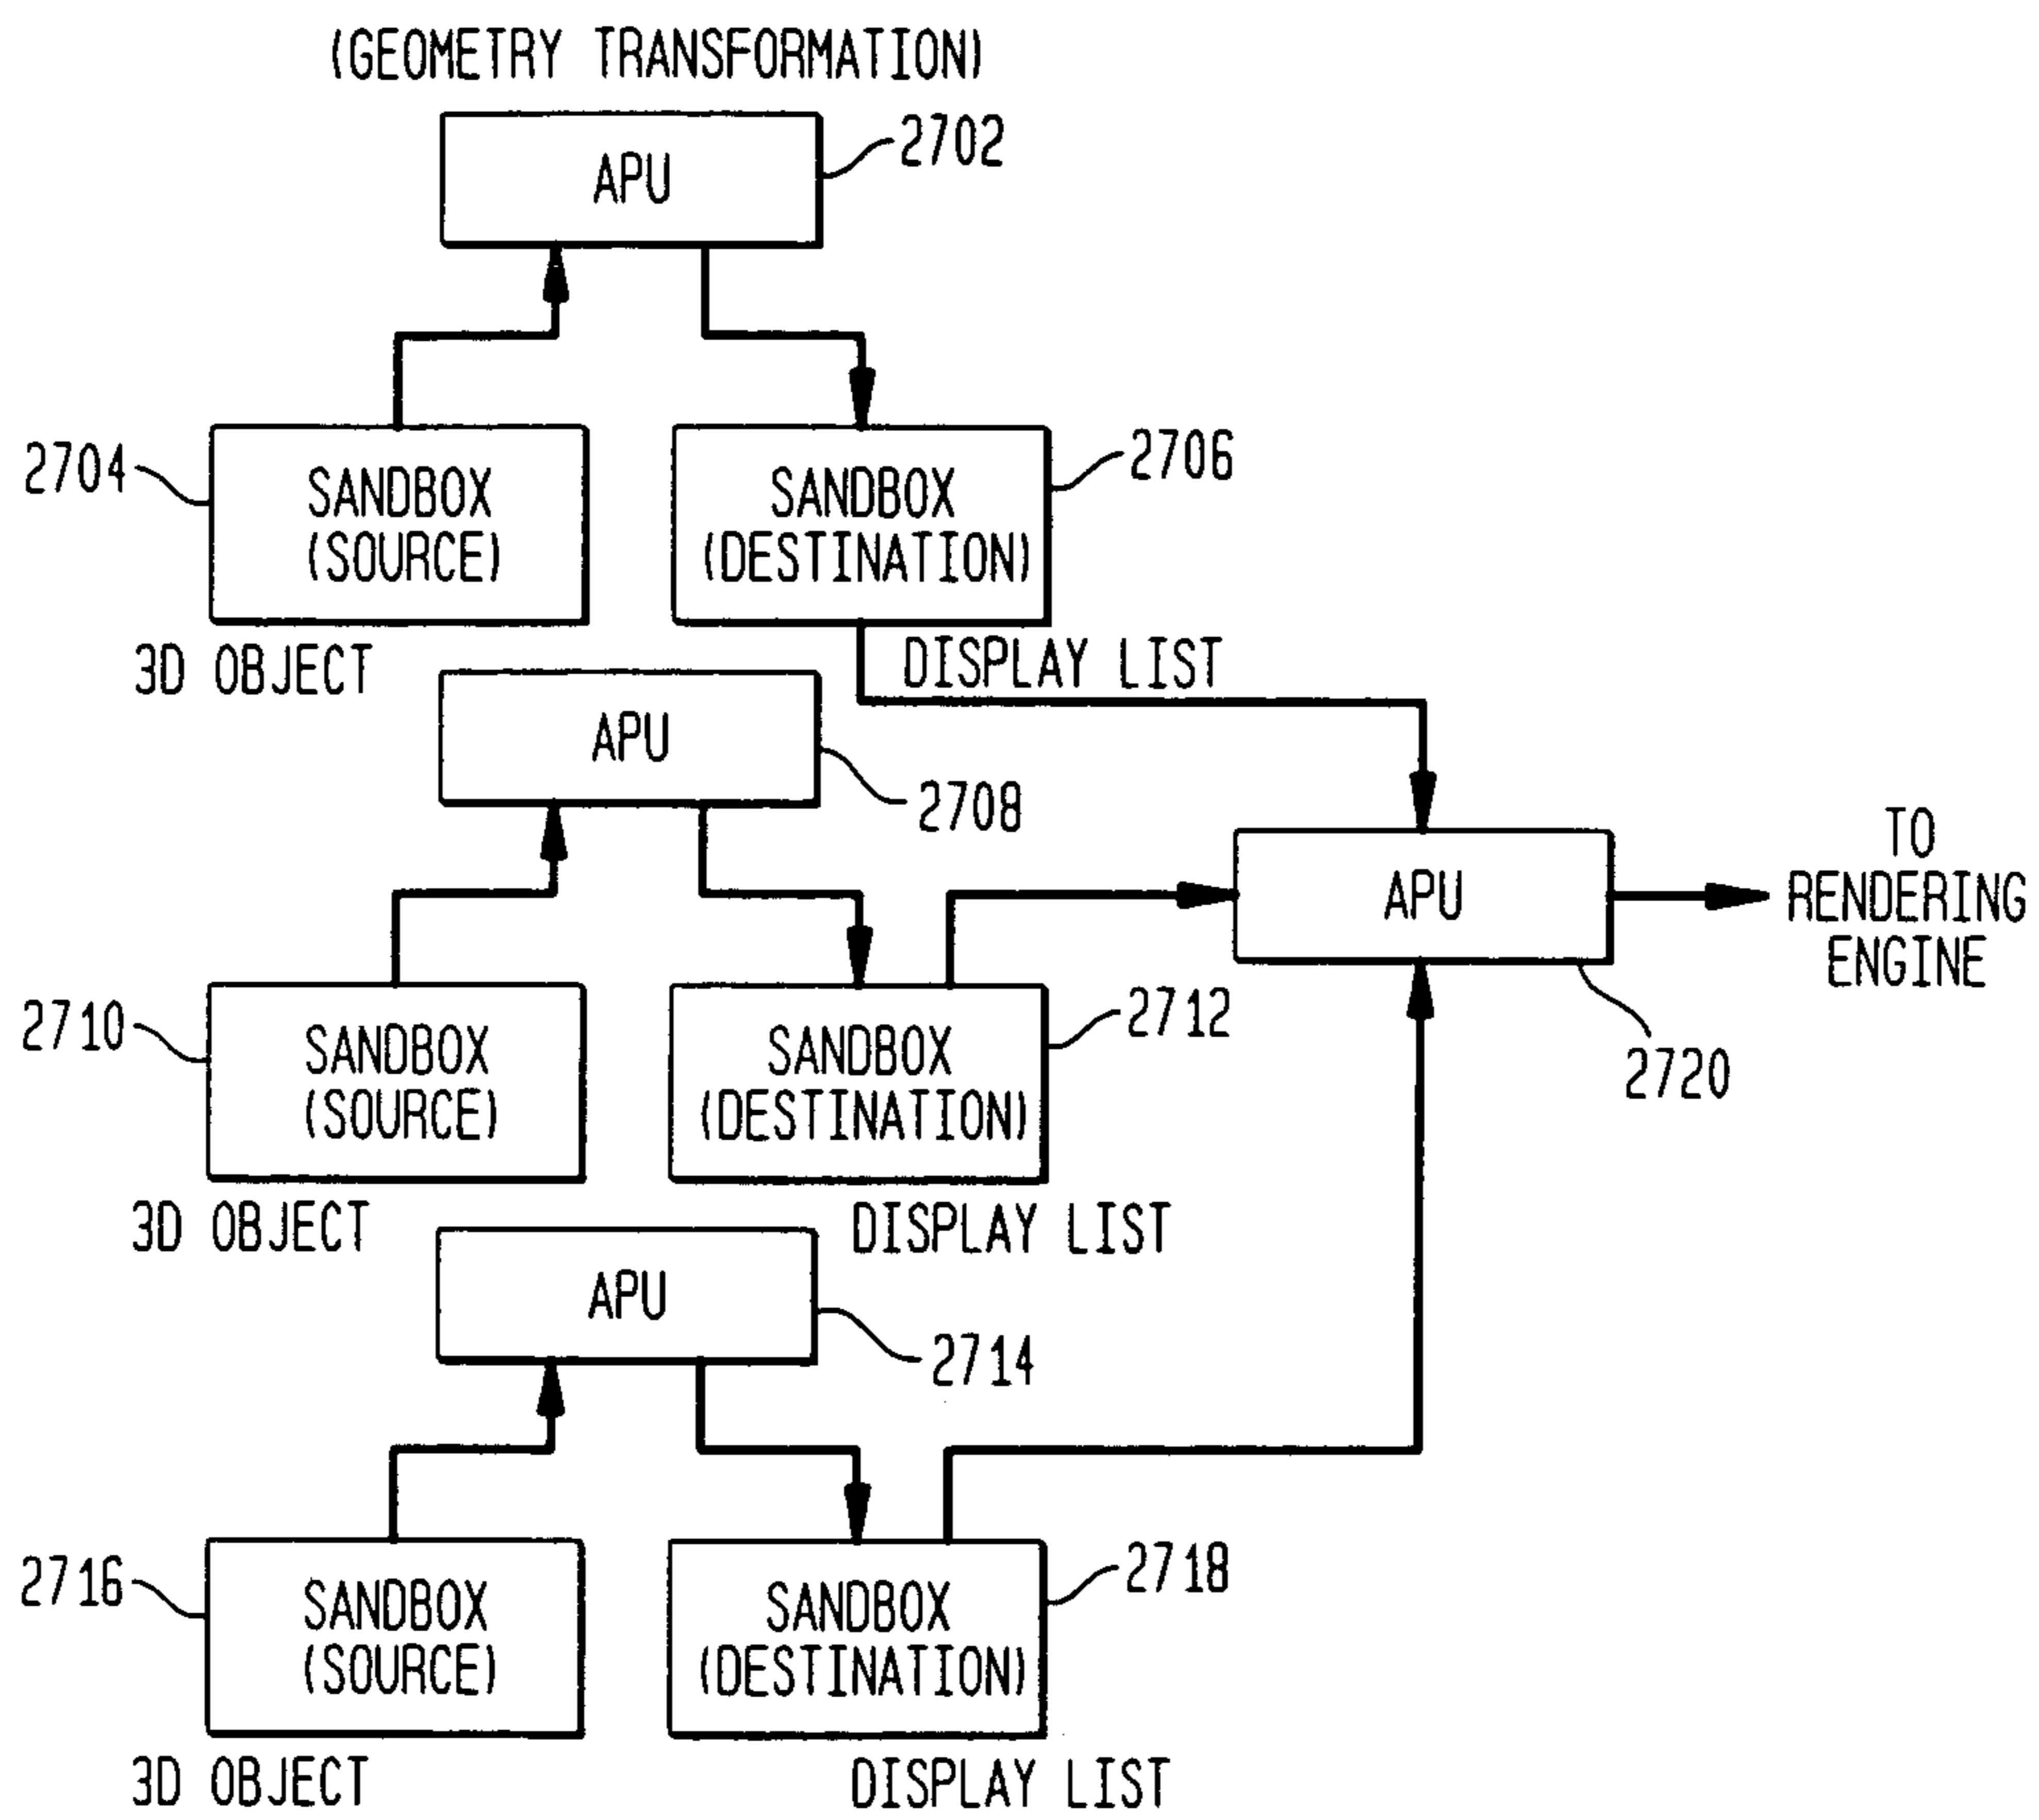 (GEOMETRY TRANSFORMATION)
APU
2702
2704
SANDBOX
(SOURCE)
3D OBJECT
SANDBOX
(DESTINATION)
2706
DISPLAY LIST
APU
2708
2710
SANDBOX
(SOURCE)
3D OBJECT
SANDBOX
(DESTINATION)
2712
DISPLAY LIST
APU
2714
2716
SANDBOX
(SOURCE)
3D OBJECT
SANDBOX
(DESTINATION)
2718
DISPLAY LIST
APU
2720
TO
RENDERING
ENGINE